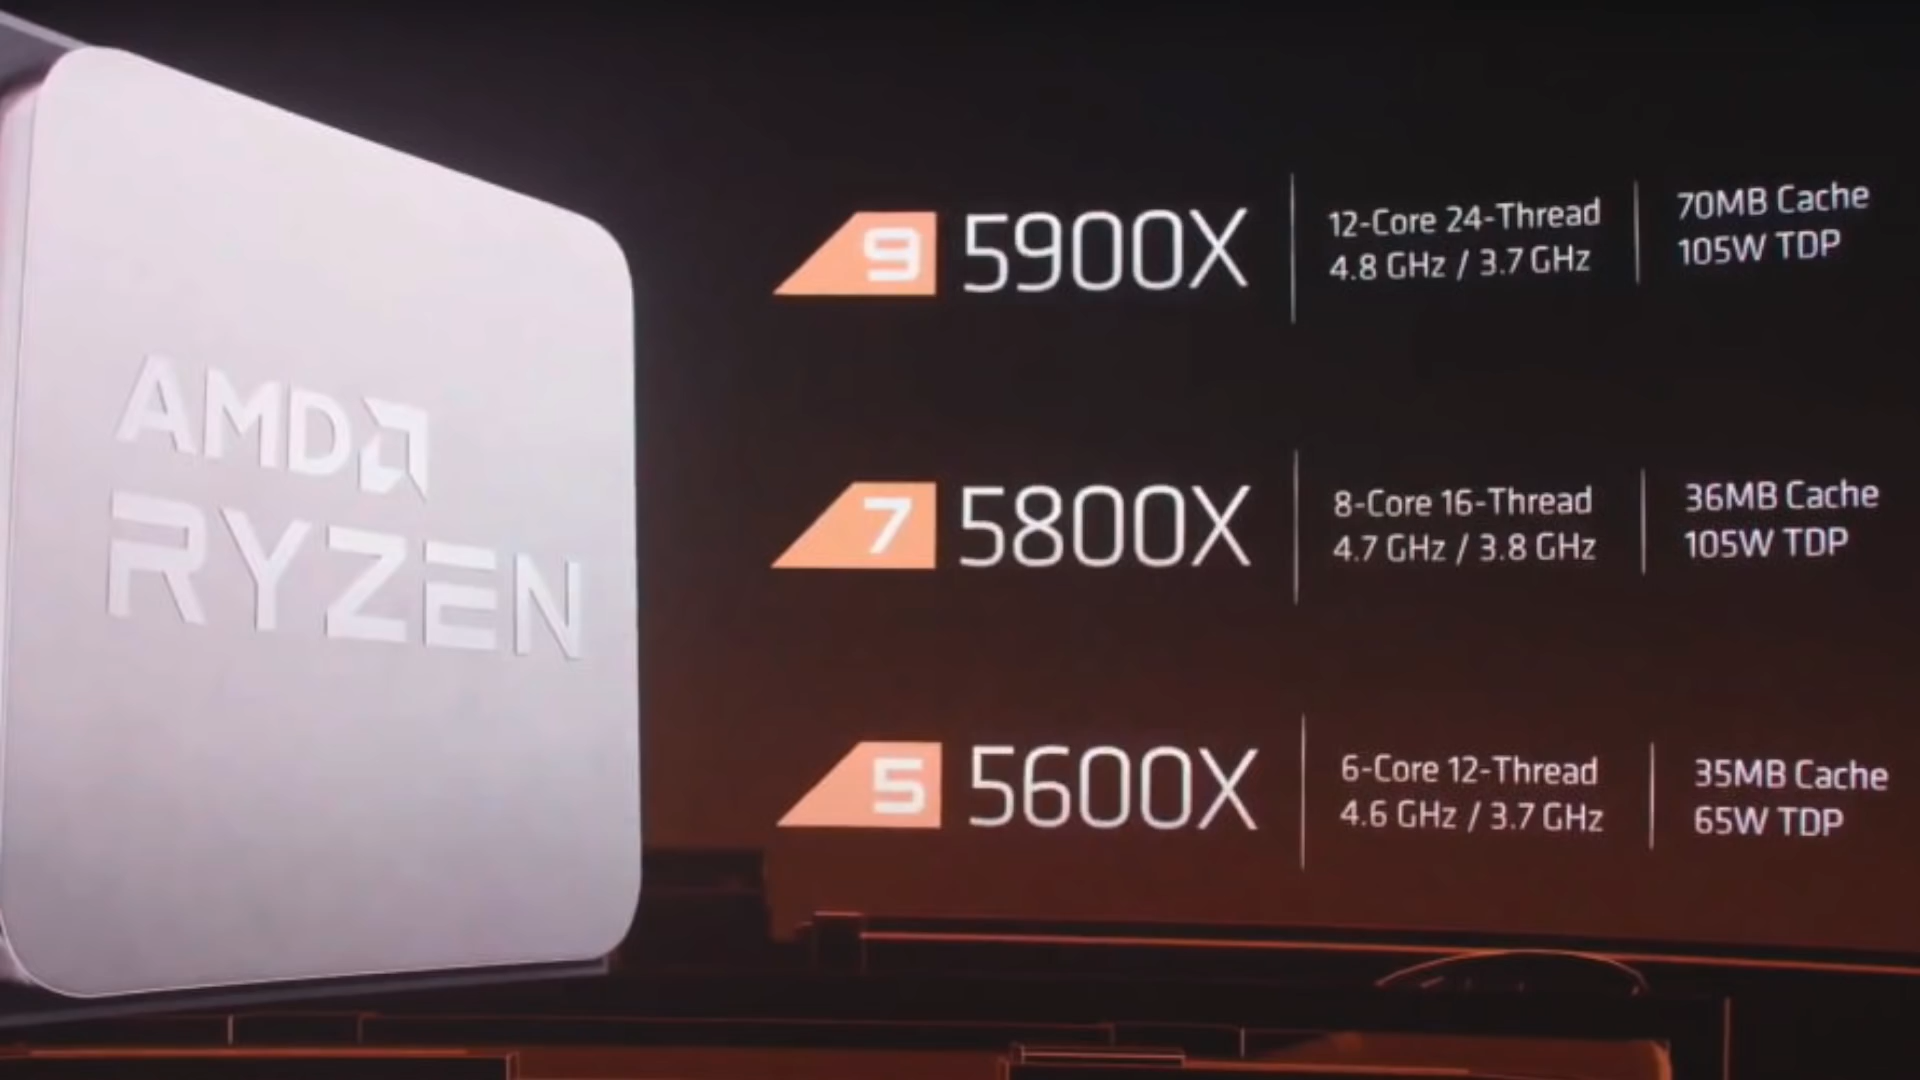 AMD
RYZEN
9 5900X
12-Core 24-Thread
4.8 GHz / 3.7 GHz
70MB Cache
105W TDP
7 5800X
8-Core 16-Thread
4.7 GHz / 3.8 GHz
36MB Cache
105W TDP
5 5600X
6-Core 12-Thread
4.6 GHz / 3.7 GHz
35MB Cache
65W TDP